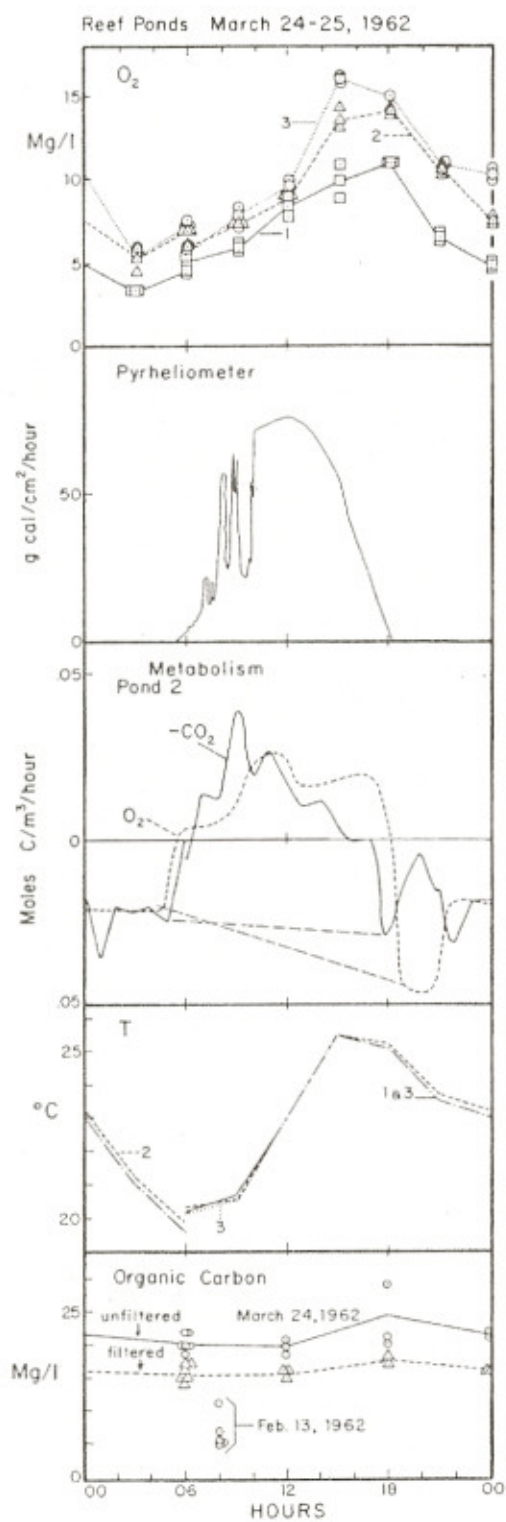 Reef Ponds March 24-25, 1962
O2
15
Mg/l
3
2
10
1
5
0
Pyrheliometer
g cal/cm²/hour
50
0
.05
Metabolism
Pond 2
-CO2
O2
Moles C/m³/hour
0
.05
T
25
°C
1 & 3
2
20
3
Organic Carbon
unfiltered
March 24, 1962
25
filtered
Mg/l
Feb. 13, 1962
0
00 06 12 18 00
HOURS